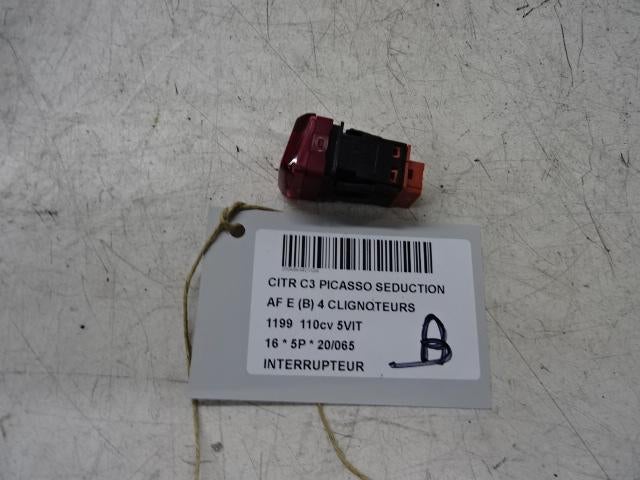 CITR C3 PICASSO SEDUCTION
AF E (B) 4 CLIGNOTEURS
1199 110cv 5VIT
16 * 5P * 20/065
INTERRUPTEUR
B